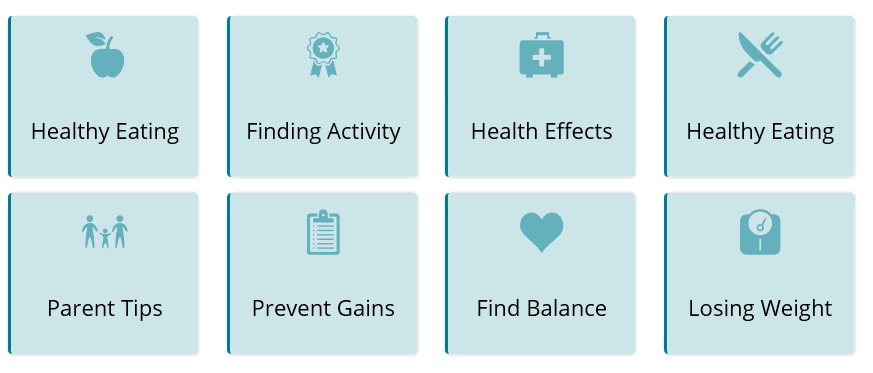 Healthy Eating
Finding Activity
Health Effects
Healthy Eating
Parent Tips
Prevent Gains
Find Balance
Losing Weight